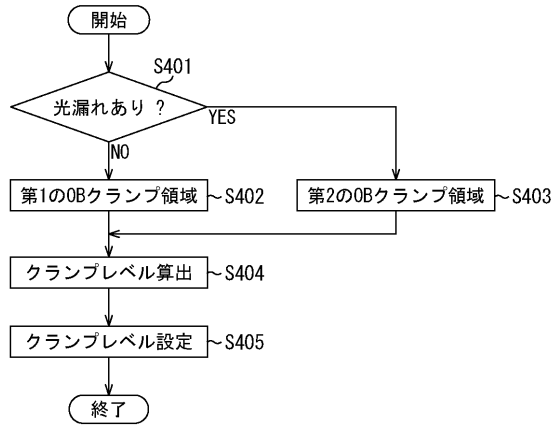 開始
S401
光漏れあり ?
YES
NO
第1のOBクランプ領域
S402
第2のOBクランプ領域
S403
クランプレベル算出
S404
クランプレベル設定
S405
終了